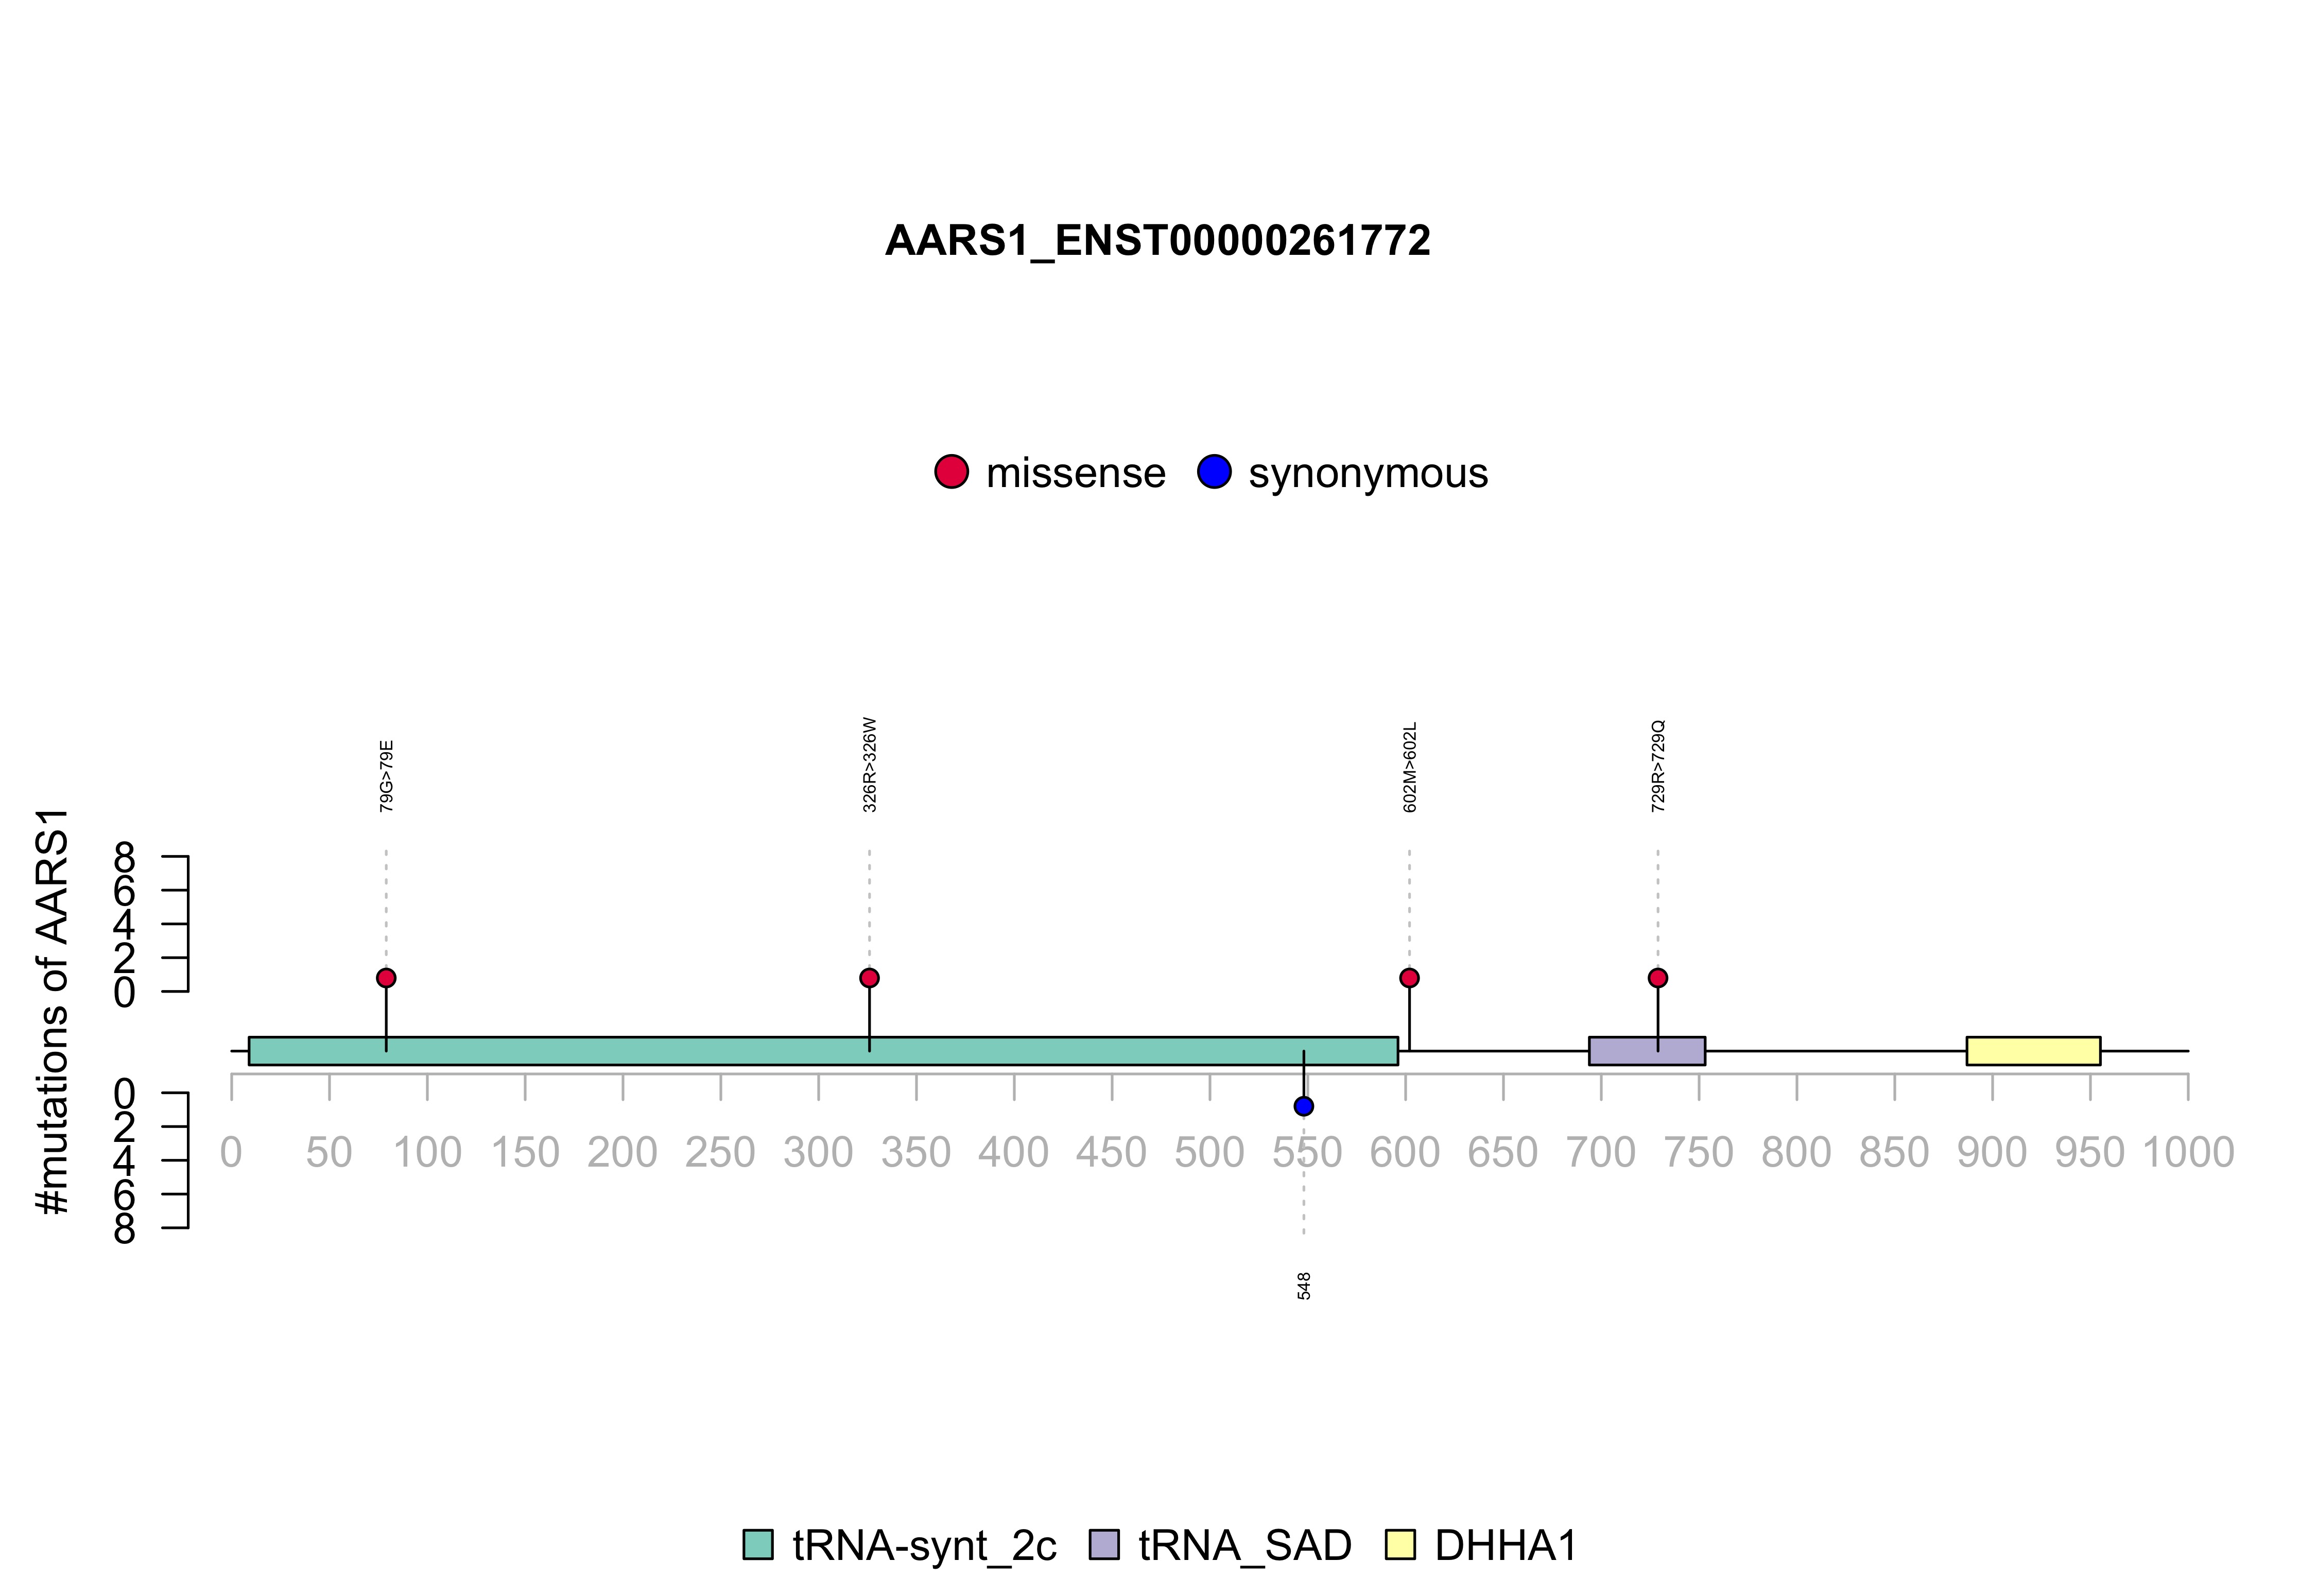 AARS1_ENST00000261772
missense synonymous
79G>79E
326R>326W
602M>602L
729R>729Q
#mutations of AARS1
8
6
4
2
0
0
2
4
6
8
0 50 100 150 200 250 300 350 400 450 500 550 600 650 700 750 800 850 900 950 1000
548
tRNA-synt_2c tRNA_SAD DHHA1